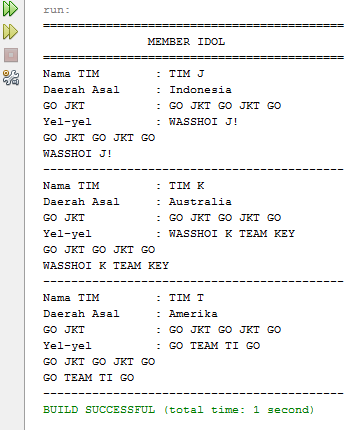 run:
===========================================
MEMBER IDOL
===========================================
Nama TIM : TIM J
Daerah Asal : Indonesia
GO JKT : GO JKT GO JKT GO
Yel-yel : WASSHOI J!
GO JKT GO JKT GO
WASSHOI J!
-------------------------------------------
Nama TIM : TIM K
Daerah Asal : Australia
GO JKT : GO JKT GO JKT GO
Yel-yel : WASSHOI K TEAM KEY
GO JKT GO JKT GO
WASSHOI K TEAM KEY
-------------------------------------------
Nama TIM : TIM T
Daerah Asal : Amerika
GO JKT : GO JKT GO JKT GO
Yel-yel : GO TEAM TI GO
GO JKT GO JKT GO
GO TEAM TI GO
-------------------------------------------
BUILD SUCCESSFUL (total time: 1 second)